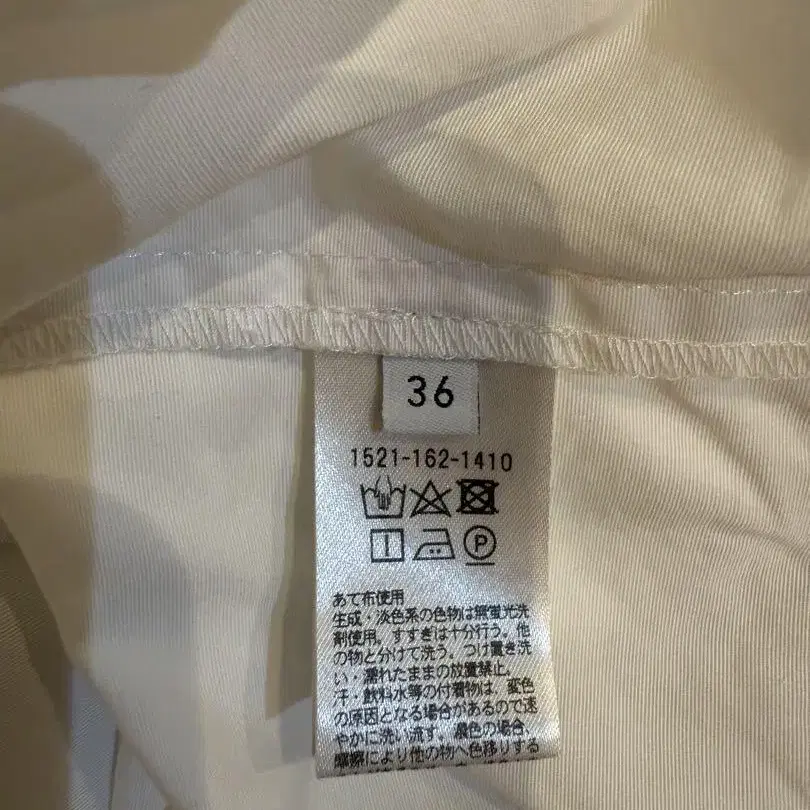 36
1521-162-1410
P
あて布使用
生成・淡色系の色物は無蛍光洗
剤使用。すすぎは十分行う。他
の物と分けて洗う。つけ置き洗
い・濡れたままの放置禁止。
汗・飲料水等の付着物は、変色
の原因となる場合があるので速
やかに洗い流す。濃色の場合、
摩擦により他の物へ色移りする